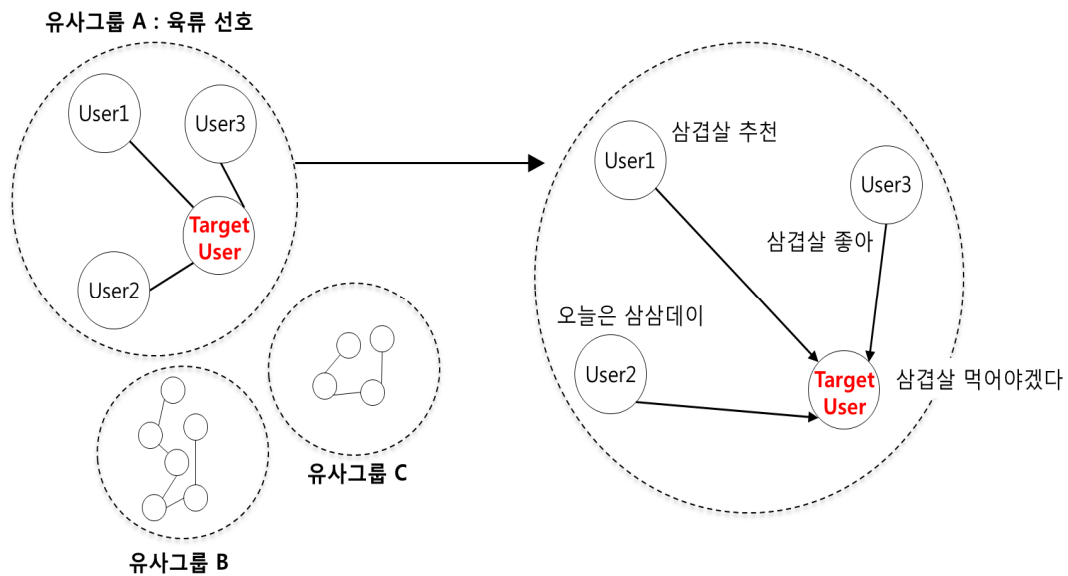 유사그룹 A : 육류 선호
User1
User3
Target
User
User2
유사그룹 C
유사그룹 B
삼겹살 추천
User1
User3
삼겹살 좋아
오늘은 삼삼데이
User2
Target
User
삼겹살 먹어야겠다